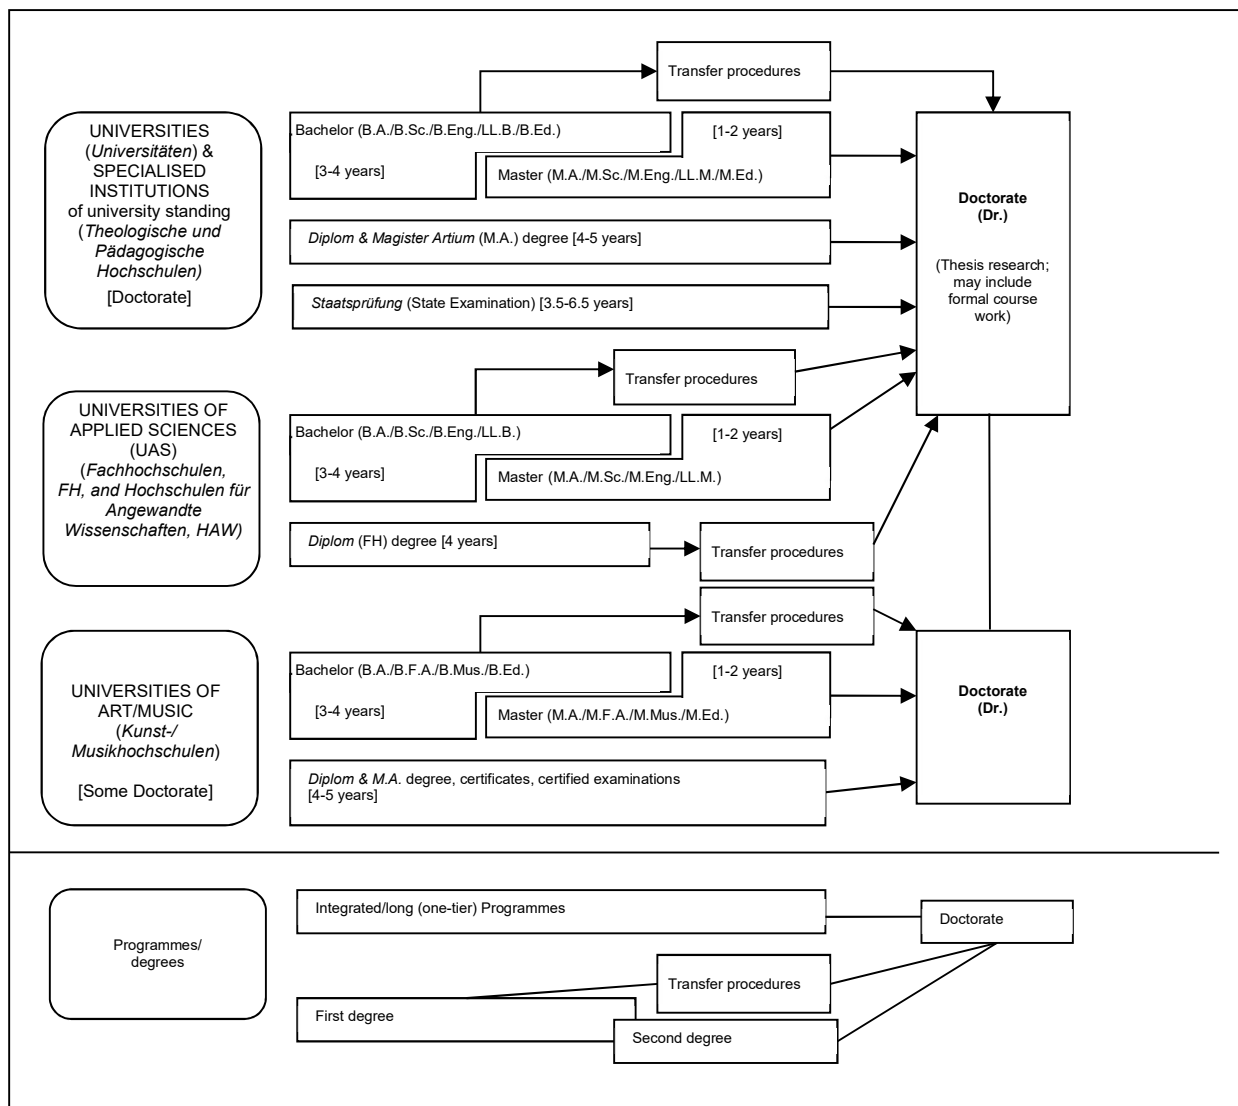 Transfer procedures
UNIVERSITIES
(Universitäten) &
SPECIALISED
INSTITUTIONS
of university standing
(Theologische und
Pädagogische
Hochschulen)
[Doctorate]
Bachelor (B.A./B.Sc./B.Eng./LL.B./B.Ed.)
[1-2 years]
[3-4 years]
Master (M.A./M.Sc./M.Eng./LL.M./M.Ed.)
Diplom & Magister Artium (M.A.) degree [4-5 years]
Staatsprüfung (State Examination) [3.5-6.5 years]
Doctorate
(Dr.)
(Thesis research;
may include
formal course
work)
Transfer procedures
UNIVERSITIES OF
APPLIED SCIENCES
(UAS)
(Fachhochschulen,
FH, and Hochschulen für
Angewandte
Wissenschaften, HAW)
Bachelor (B.A./B.Sc./B.Eng./LL.B.)
[1-2 years]
[3-4 years]
Master (M.A./M.Sc./M.Eng./LL.M.)
Diplom (FH) degree [4 years]
Transfer procedures
Transfer procedures
UNIVERSITIES OF
ART/MUSIC
(Kunst-/
Musikhochschulen)
[Some Doctorate]
Bachelor (B.A./B.F.A./B.Mus./B.Ed.)
[1-2 years]
[3-4 years]
Master (M.A./M.F.A./M.Mus./M.Ed.)
Diplom & M.A. degree, certificates, certified examinations
[4-5 years]
Doctorate
(Dr.)
Programmes/
degrees
Integrated/long (one-tier) Programmes
Doctorate
Transfer procedures
First degree
Second degree